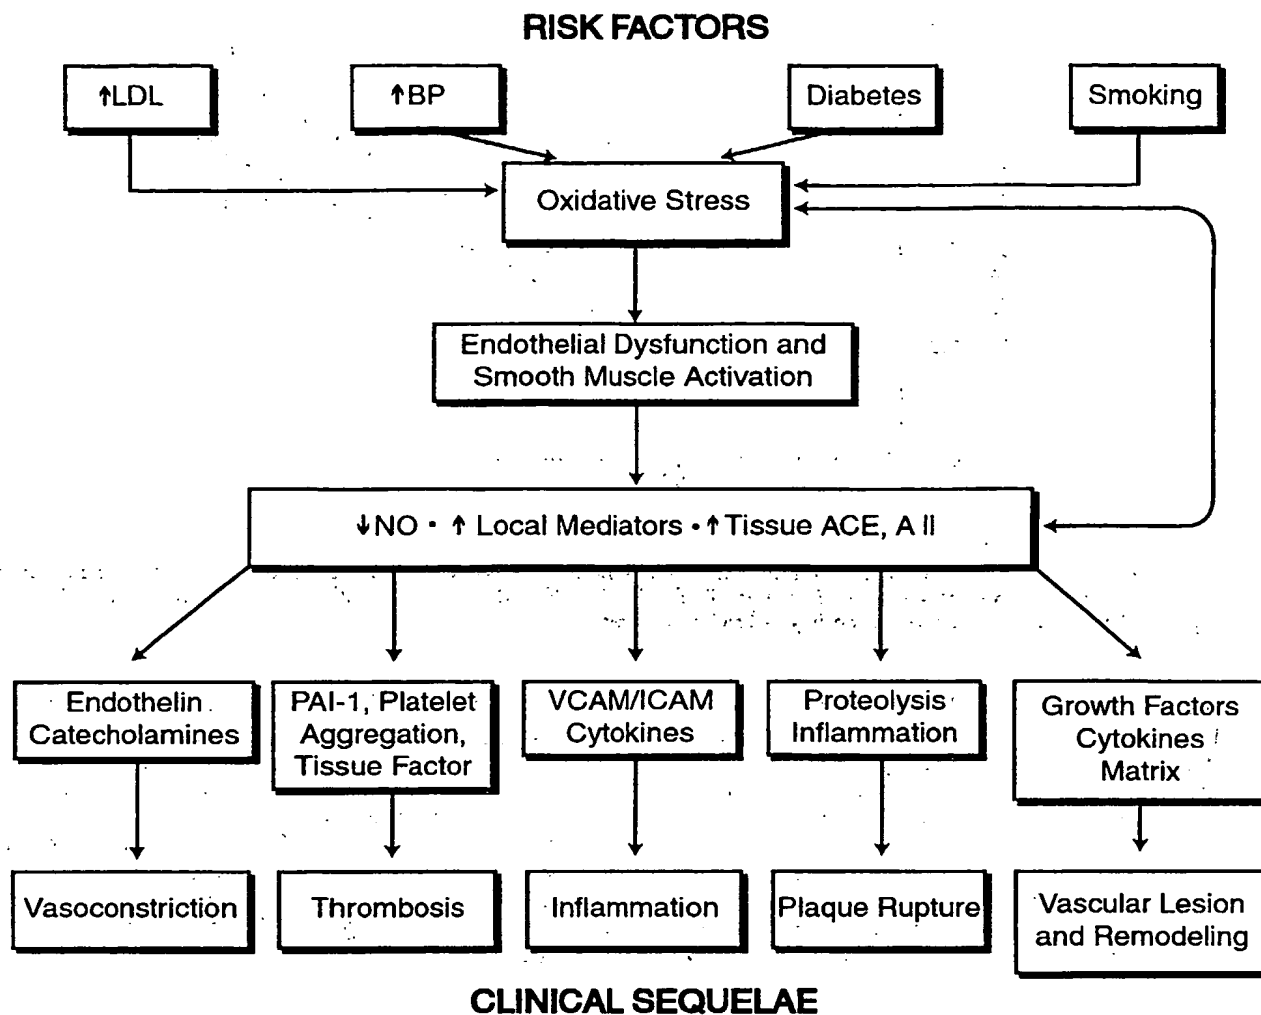 RISK FACTORS
↑LDL
↑BP
Diabetes
Smoking
Oxidative Stress
Endothelial Dysfunction and
Smooth Muscle Activation
↓NO • ↑ Local Mediators • ↑ Tissue ACE, A II
Endothelin
Catecholamines
PAI-1, Platelet
Aggregation,
Tissue Factor
VCAM/ICAM
Cytokines
Proteolysis
Inflammation
Growth Factors
Cytokines
Matrix
Vasoconstriction
Thrombosis
Inflammation
Plaque Rupture
Vascular Lesion
and Remodeling
CLINICAL SEQUELAE